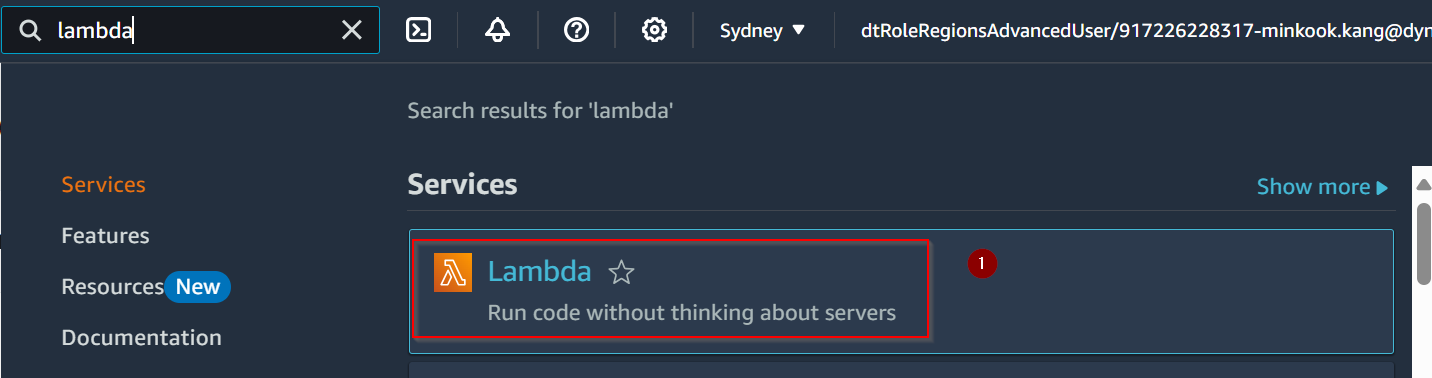 lambda
Sydney ▼
dtRoleRegionsAdvancedUser/917226228317-minkook.kang@dyn
Search results for 'lambda'
Services
Features
Resources New
Documentation
Services
Show more ▶
Lambda
Run code without thinking about servers
1